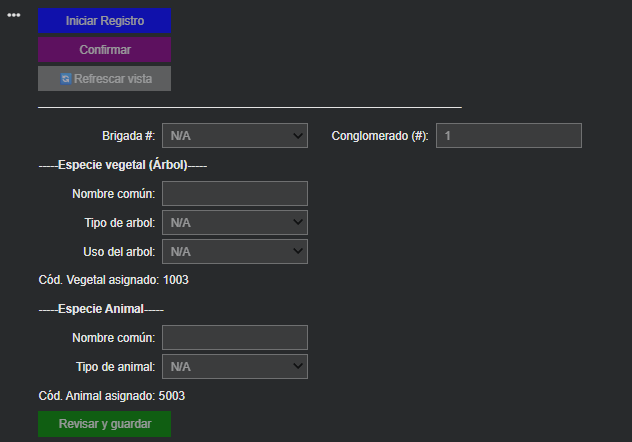 Iniciar Registro
Confirmar
Refrescar vista
Brigada #: N/A Conglomerado (#): 1
-----Especie vegetal (Árbol)-----
Nombre común:
Tipo de arbol: N/A
Uso del arbol: N/A
Cód. Vegetal asignado: 1003
-----Especie Animal-----
Nombre común:
Tipo de animal: N/A
Cód. Animal asignado: 5003
Revisar y guardar